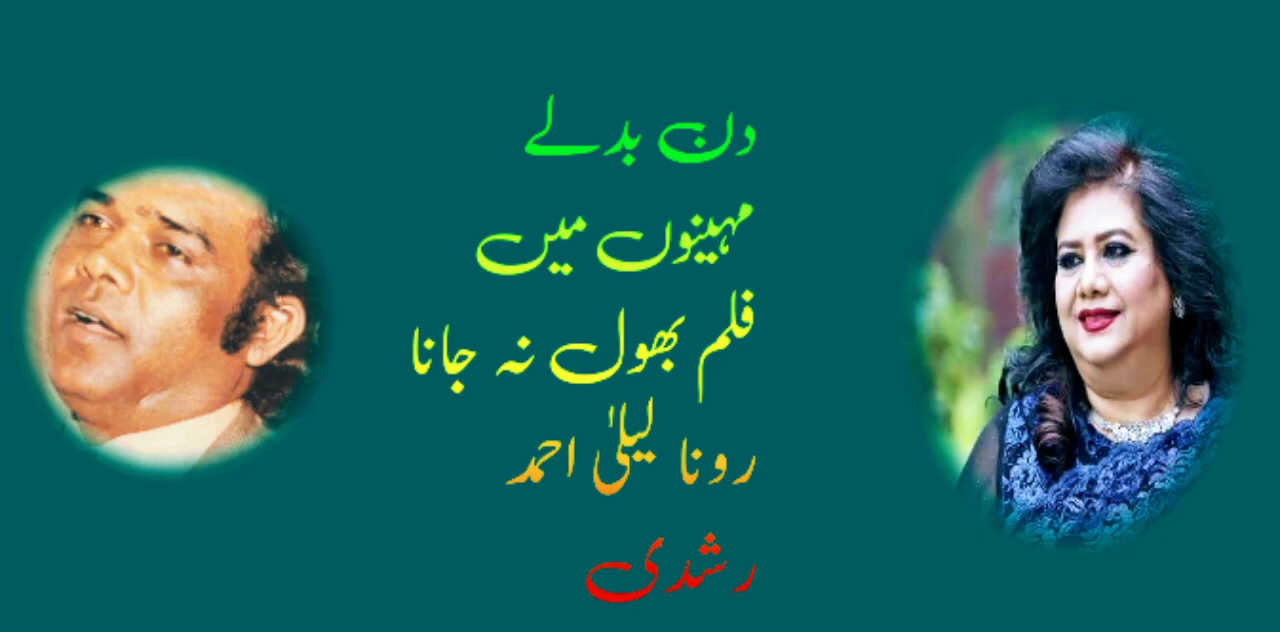 دن بدلے
مہینوں میں
فلم بھول نہ جانا
رونا لیلیٰ احمد
رشدی